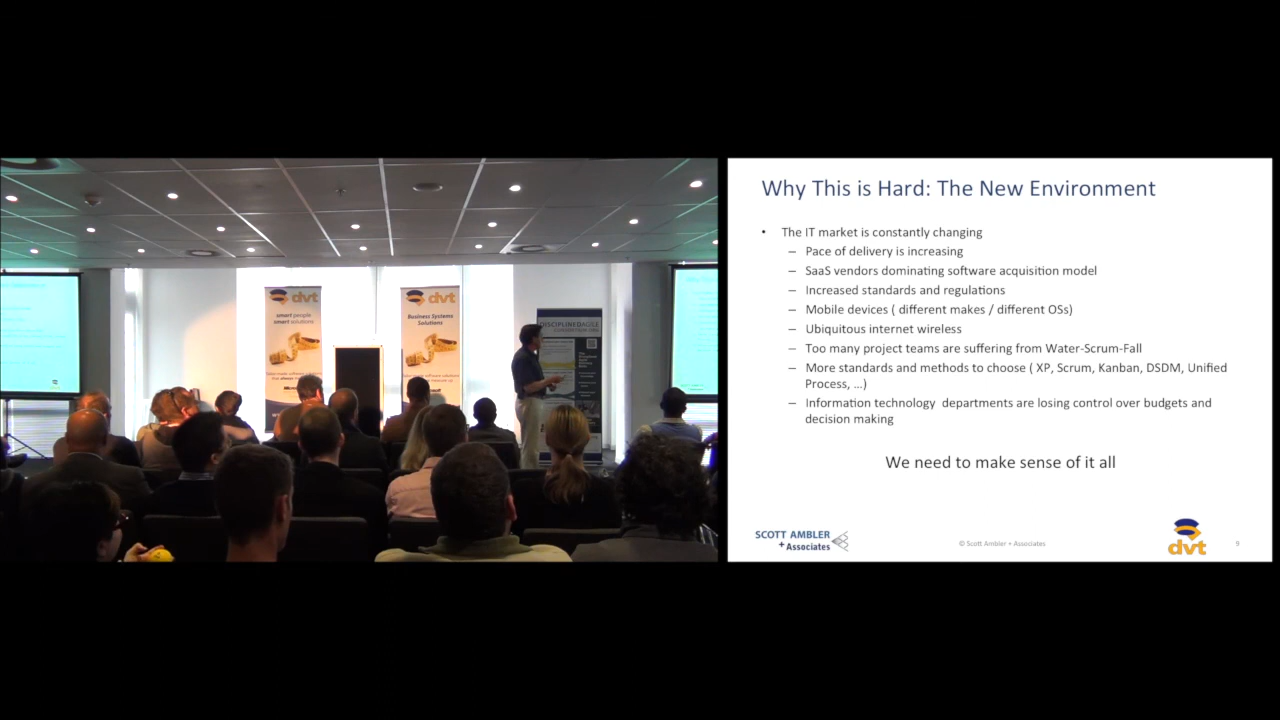 dvt
smart people
smart solutions
dvt
Business Systems
Solutions
DISCIPLINEDAGILE
Why This is Hard: The New Environment
• The IT market is constantly changing
– Pace of delivery is increasing
– SaaS vendors dominating software acquisition model
– Increased standards and regulations
– Mobile devices ( different makes / different OSs)
– Ubiquitous internet wireless
– Too many project teams are suffering from Water-Scrum-Fall
– More standards and methods to choose ( XP, Scrum, Kanban, DSDM, Unified
Process, ...)
– Information technology departments are losing control over budgets and
decision making
We need to make sense of it all
SCOTT AMBLER
+ Associates
© Scott Ambler + Associates
dvt
9